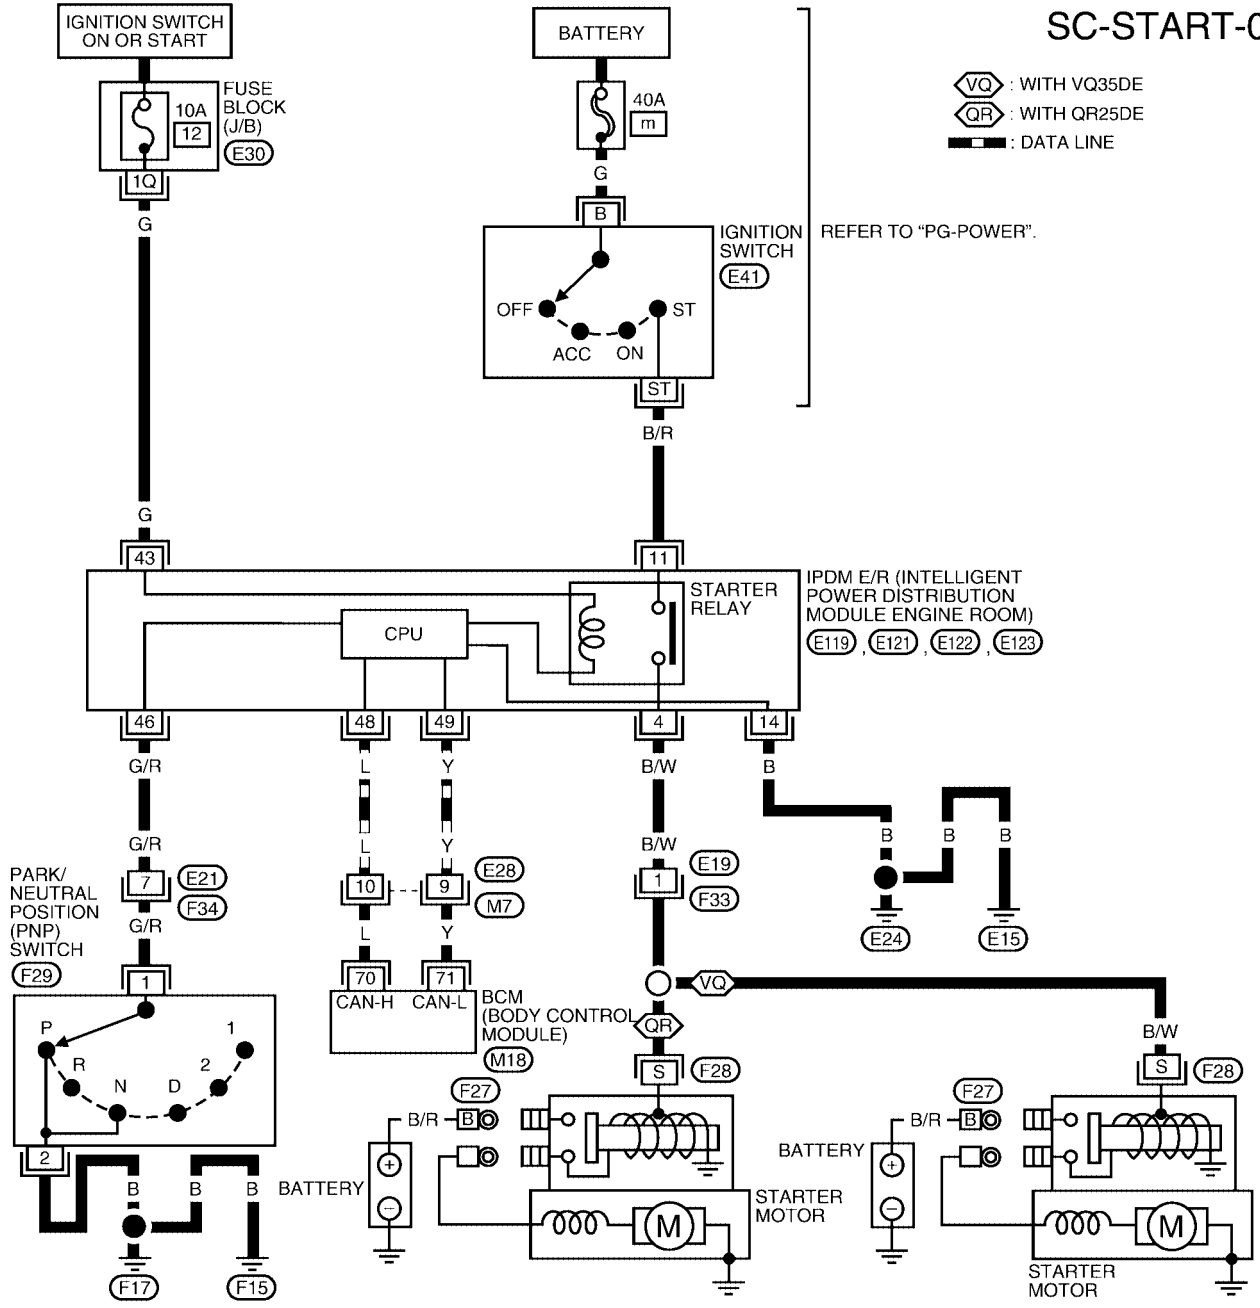 SC-START-0
IGNITION SWITCH
ON OR START
BATTERY
VQ : WITH VQ35DE
QR : WITH QR25DE
: DATA LINE
10A
12
FUSE
BLOCK
(J/B)
E30
40A
m
1Q
G
G
B
IGNITION
SWITCH
E41
REFER TO “PG-POWER”.
OFF
ACC
ON
ST
ST
B/R
G
43
11
STARTER
RELAY
CPU
IPDM E/R (INTELLIGENT
POWER DISTRIBUTION
MODULE ENGINE ROOM)
E119 , E121 , E122 , E123
46
48
49
4
14
G/R
L
Y
B/W
B
G/R
L
Y
B/W
B
B
B
PARK/
NEUTRAL
POSITION
(PNP)
SWITCH
F29
7
E21
F34
10
9
E28
M7
1
E19
F33
G/R
L
Y
E24
E15
1
70
71
CAN-H
CAN-L
BCM
(BODY CONTROL
MODULE)
M18
VQ
QR
B/W
P
R
N
D
2
1
S
F28
S
F28
F27
B/R
B
F27
B/R
B
2
BATTERY
+
−
STARTER
MOTOR
M
BATTERY
+
−
STARTER
MOTOR
M
B
B
B
F17
F15